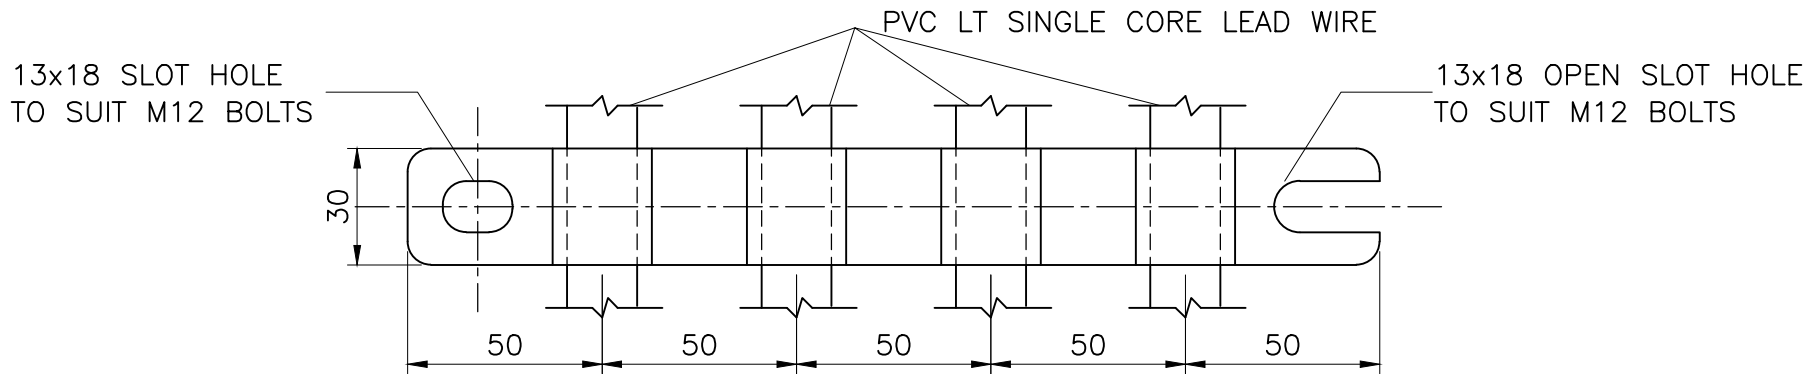 PVC LT SINGLE CORE LEAD WIRE
13x18 SLOT HOLE
TO SUIT M12 BOLTS
13x18 OPEN SLOT HOLE
TO SUIT M12 BOLTS
30
50
50
50
50
50